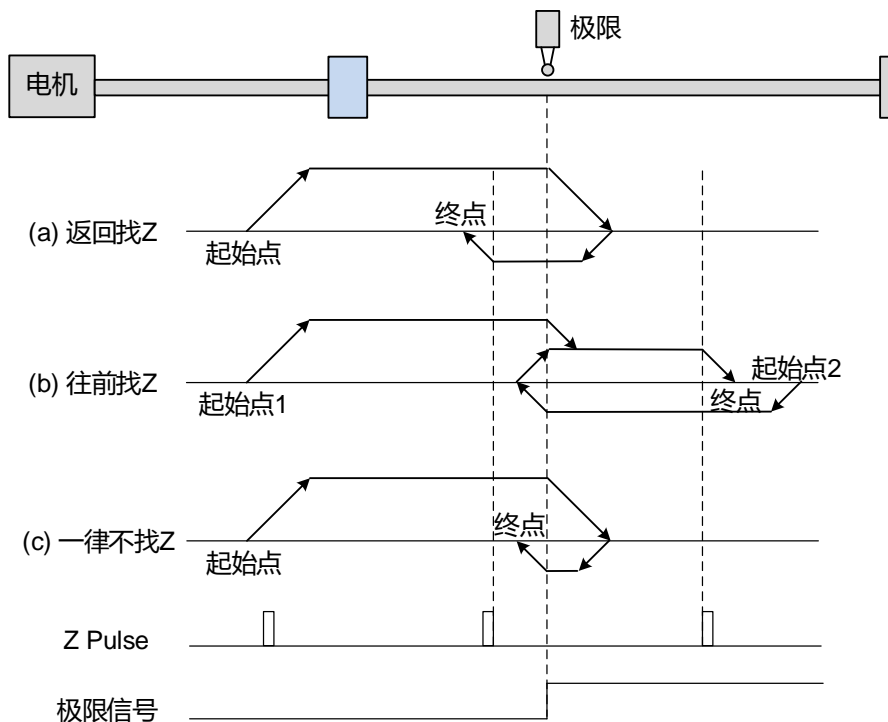 极限
电机
终点
(a) 返回找Z
起始点
起始点2
(b) 往前找Z
起始点1
终点
终点
(c) 一律不找Z
起始点
Z Pulse
极限信号